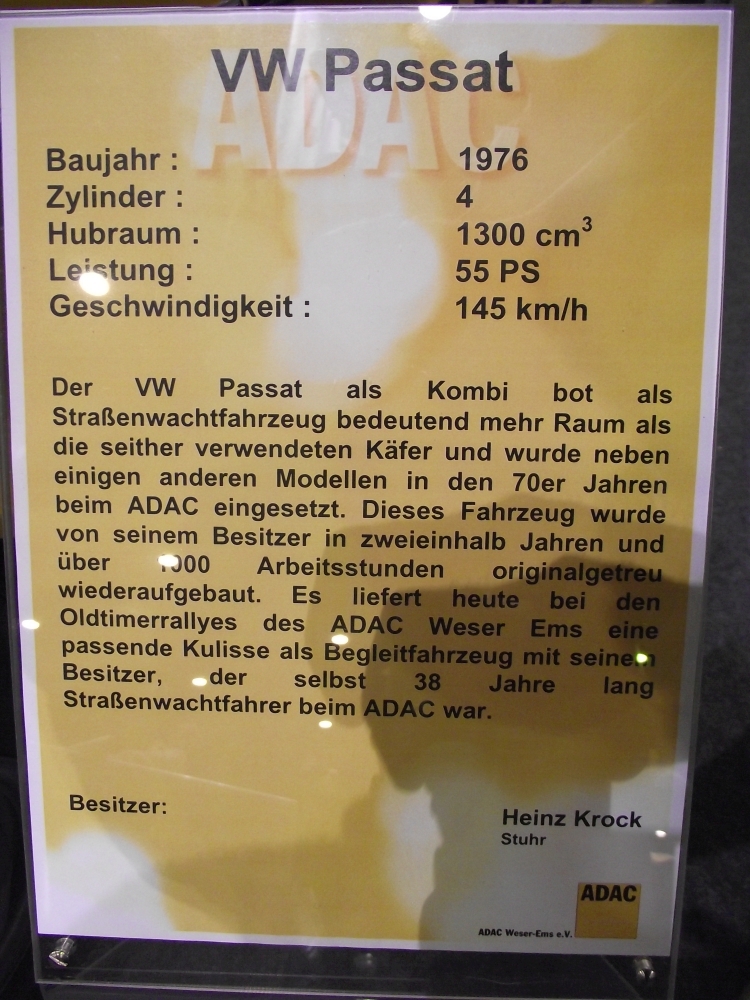 VW Passat
ADAC
Baujahr : 1976
Zylinder : 4
Hubraum : 1300 cm³
Leistung : 55 PS
Geschwindigkeit : 145 km/h
Der VW Passat als Kombi bot als
Straßenwachtfahrzeug bedeutend mehr Raum als
die seither verwendeten Käfer und wurde neben
einigen anderen Modellen in den 70er Jahren
beim ADAC eingesetzt. Dieses Fahrzeug wurde
von seinem Besitzer in zweieinhalb Jahren und
über 1000 Arbeitsstunden originalgetreu
wiederaufgebaut. Es liefert heute bei den
Oldtimerrallyes des ADAC Weser Ems eine
passende Kulisse als Begleitfahrzeug mit seinem
Besitzer, der selbst 38 Jahre lang
Straßenwachtfahrer beim ADAC war.
Besitzer: Heinz Krock
Stuhr
ADAC
ADAC Weser-Ems e.V.